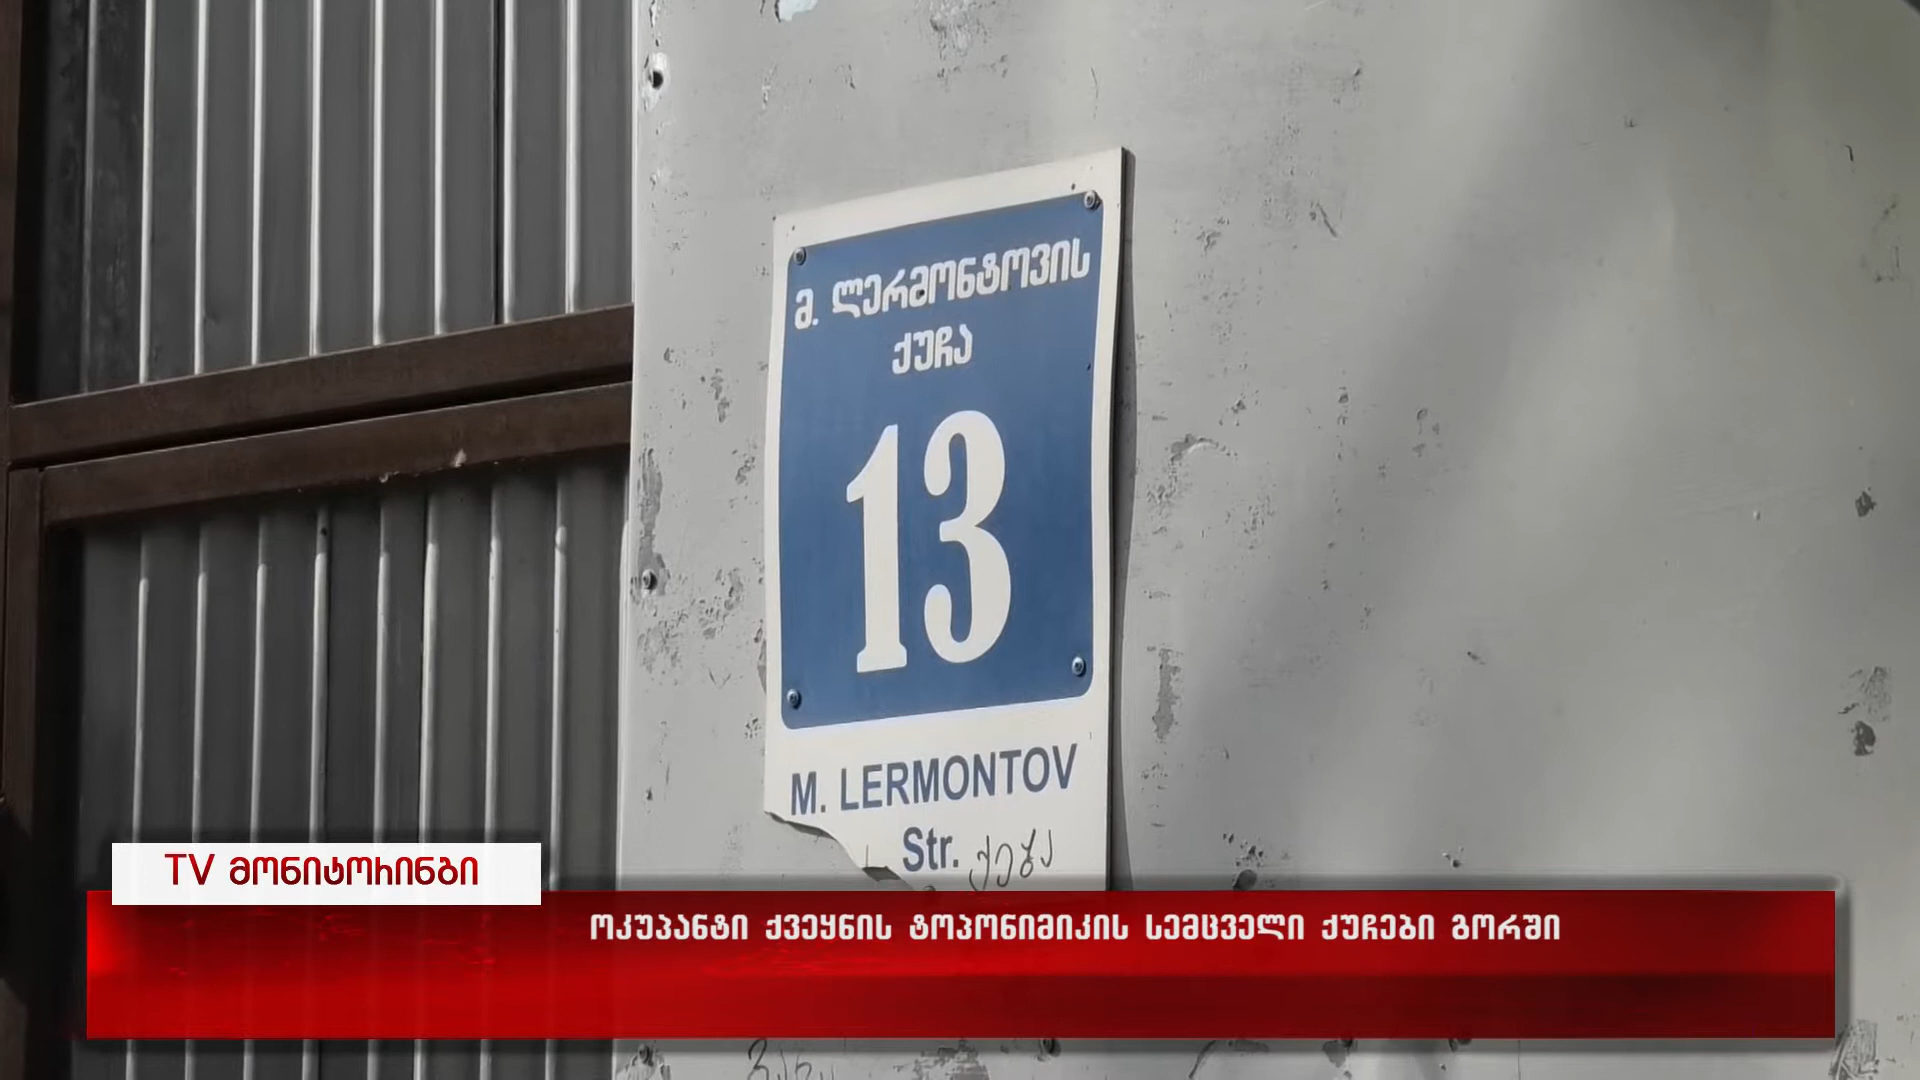 მ. ლერმონტოვის
ქუჩა
13
M. LERMONTOV
Str.
TV მონიტორინგი
ოკუპანტი ქვეყნის ტოპონიმიკის სემცველი ქუჩები გორში